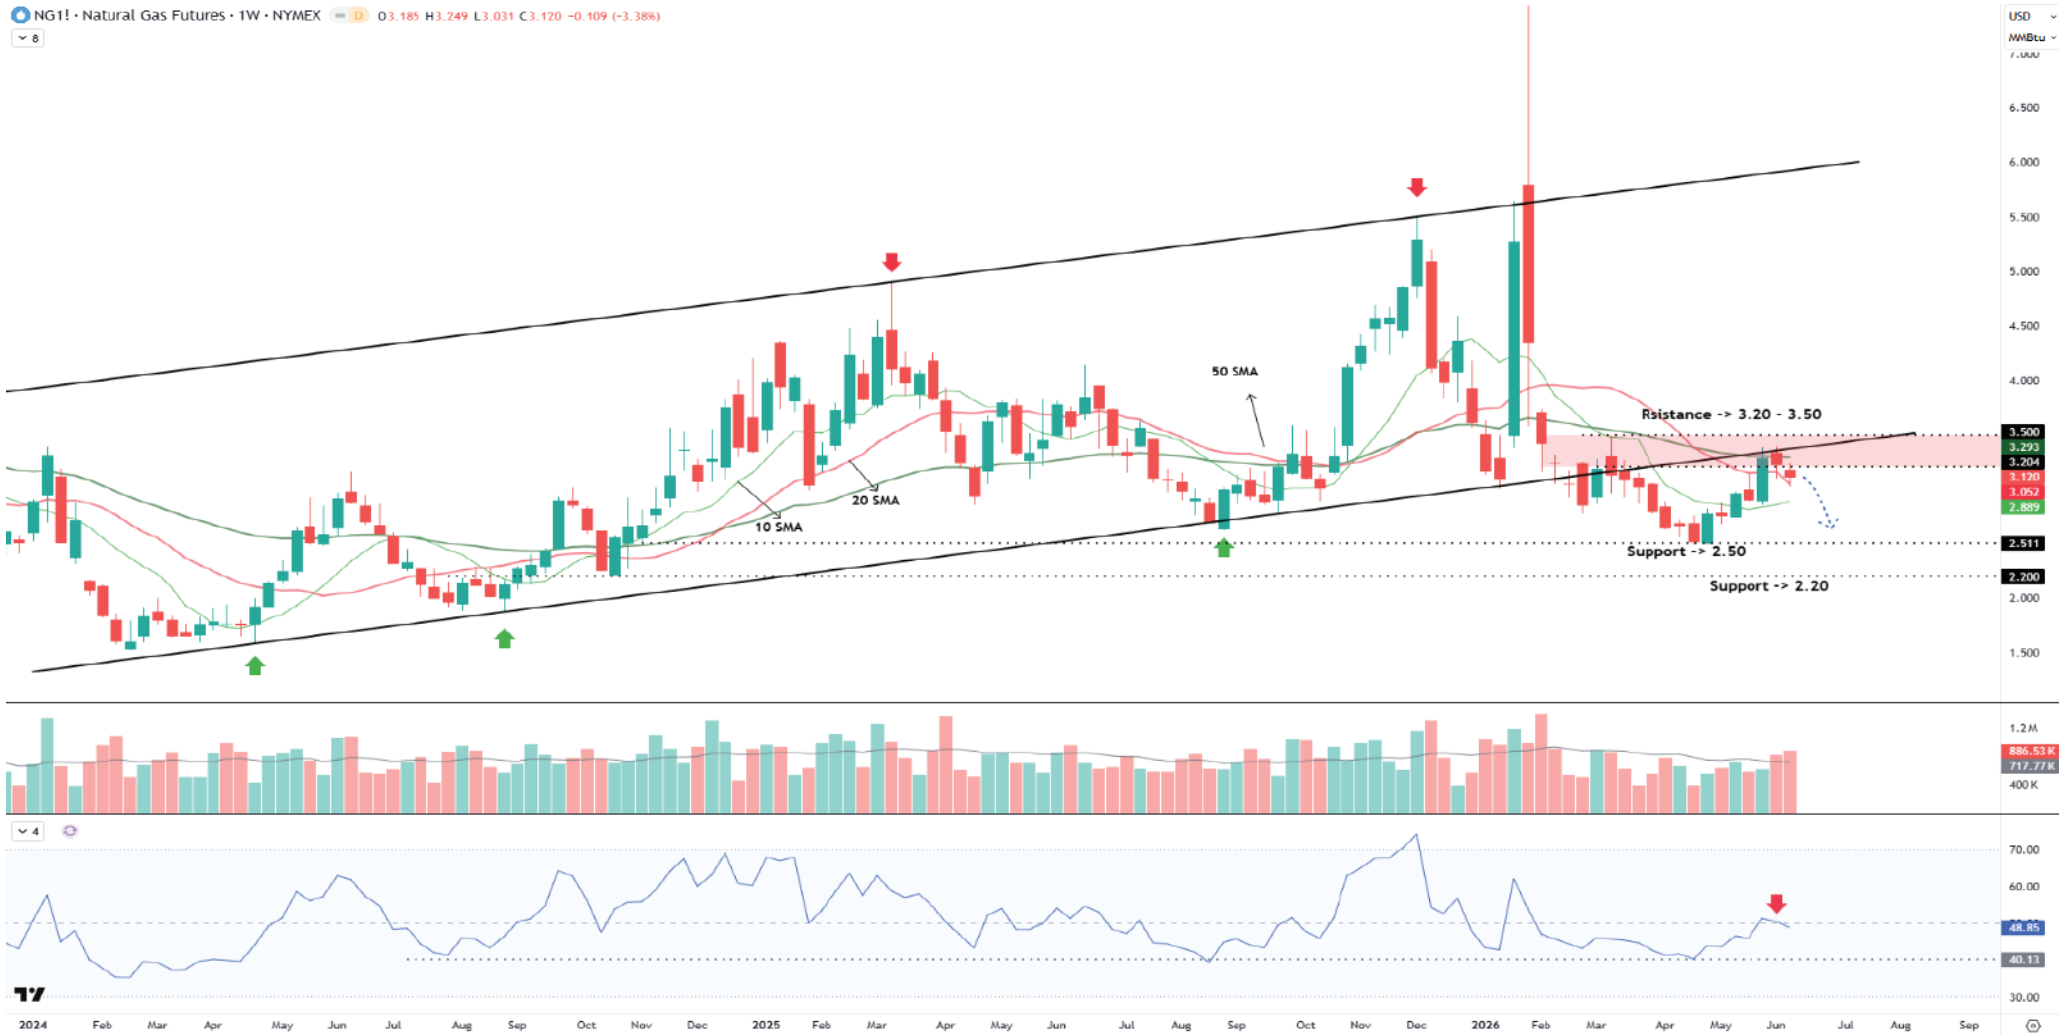 NG1! · Natural Gas Futures · 1W · NYMEX D O3.185 H3.249 L3.031 C3.120 −0.109 (−3.38%)
USD
8
MMBtu
7.000
6.500
6.000
5.500
5.000
4.500
50 SMA
4.000
Rsistance -> 3.20 - 3.50
3.500
3.293
3.204
3.120
3.052
2.889
20 SMA
10 SMA
2.511
Support -> 2.50
2.200
Support -> 2.20
2.000
1.500
1.2M
886.53K
717.77K
400K
4
70.00
60.00
48.85
40.13
30.00
2024 Feb Mar Apr May Jun Jul Aug Sep Oct Nov Dec 2025 Feb Mar Apr May Jun Jul Aug Sep Oct Nov Dec 2026 Feb Mar Apr May Jun Jul Aug Sep